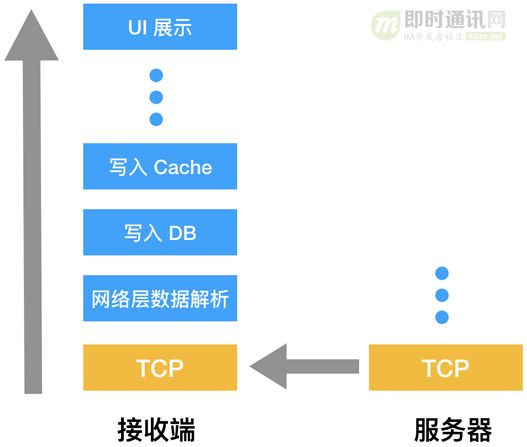 UI 展示
即时通讯网
IM开发者社区 52im.net
写入 Cache
写入 DB
网络层数据解析
TCP
TCP
接收端
服务器